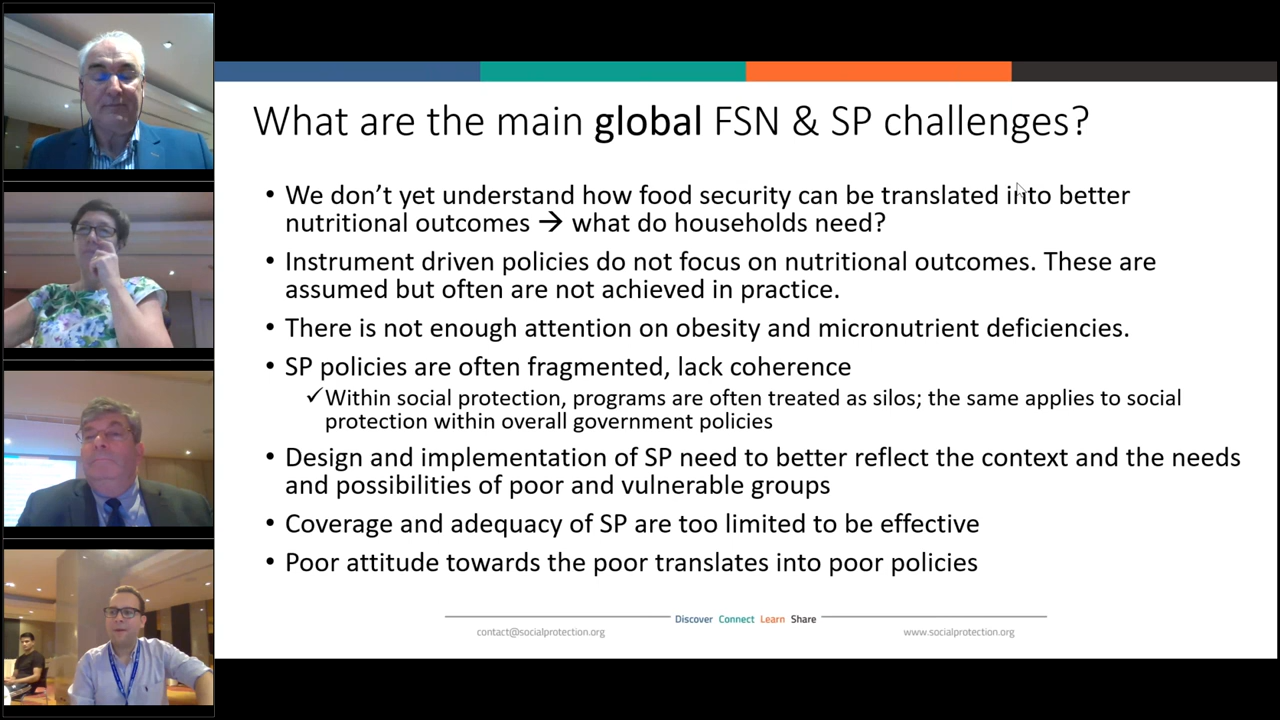 What are the main global FSN & SP challenges?
• We don’t yet understand how food security can be translated into better
nutritional outcomes → what do households need?
• Instrument driven policies do not focus on nutritional outcomes. These are
assumed but often are not achieved in practice.
• There is not enough attention on obesity and micronutrient deficiencies.
• SP policies are often fragmented, lack coherence
✓Within social protection, programs are often treated as silos; the same applies to social
protection within overall government policies
• Design and implementation of SP need to better reflect the context and the needs
and possibilities of poor and vulnerable groups
• Coverage and adequacy of SP are too limited to be effective
• Poor attitude towards the poor translates into poor policies
Discover Connect Learn Share
contact@socialprotection.org www.socialprotection.org